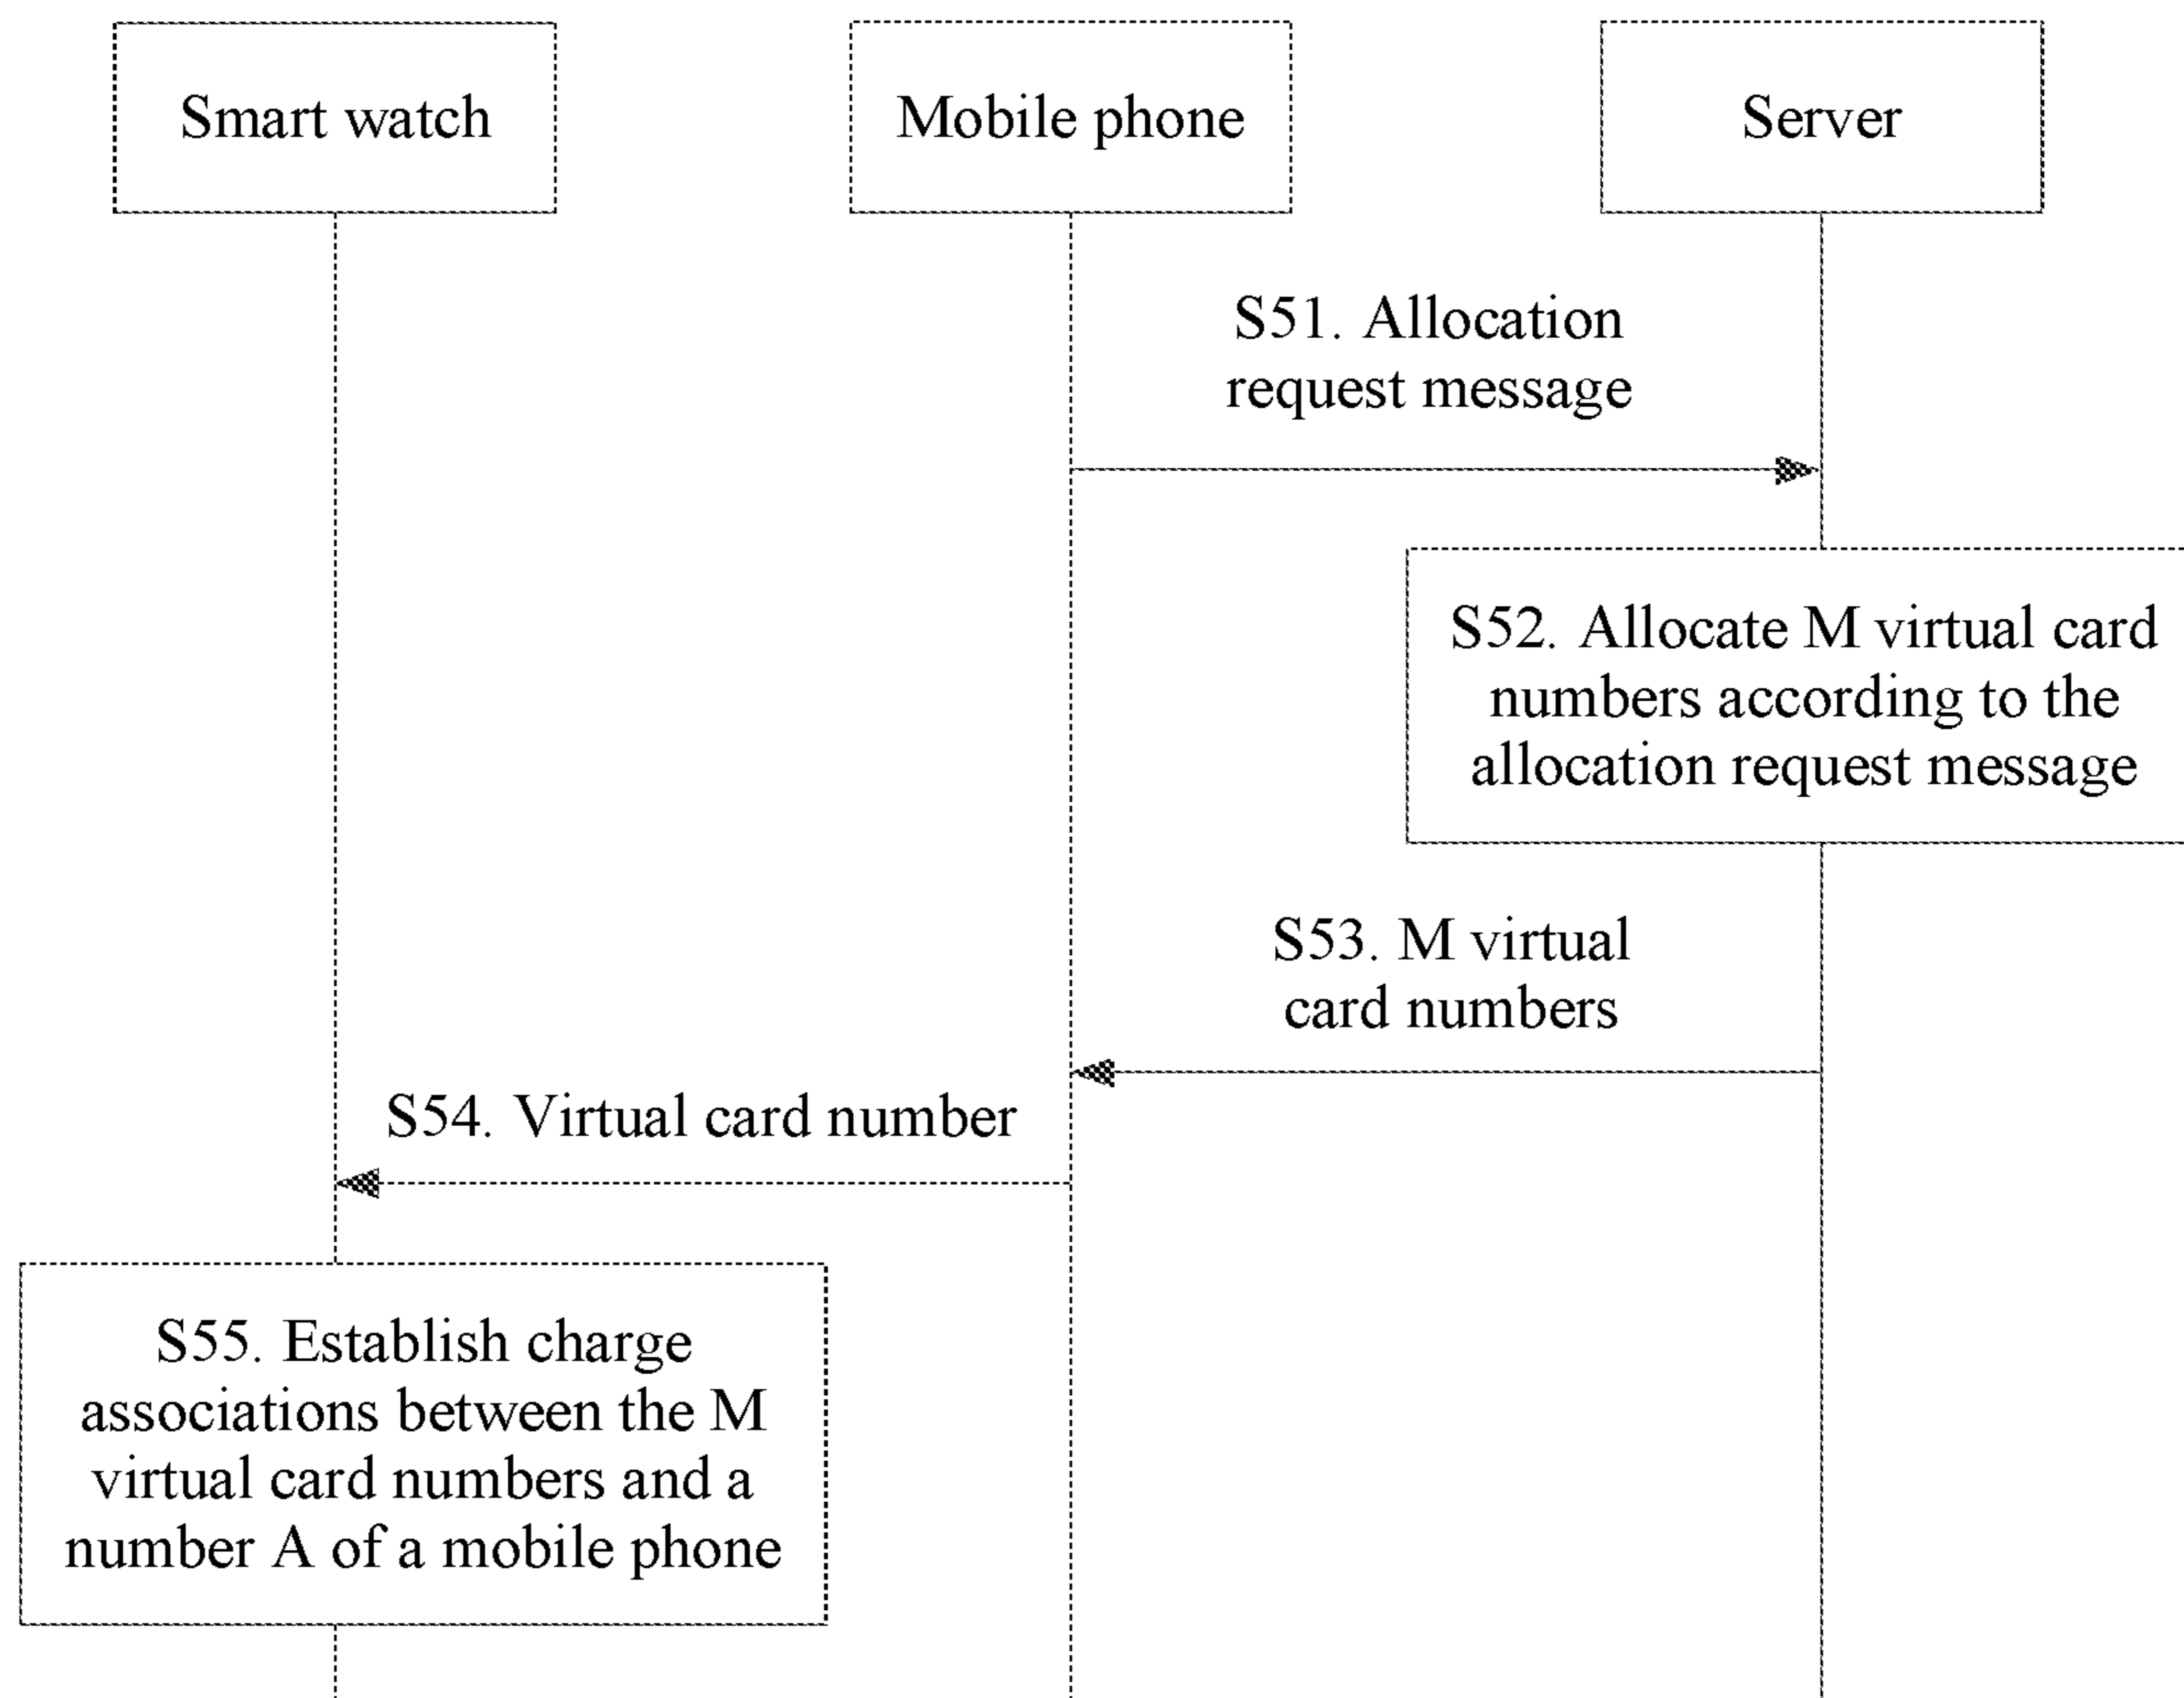 Smart watch
Mobile phone
Server
S51. Allocation
request message
S52. Allocate M virtual card
numbers according to the
allocation request message
S53. M virtual
card numbers
S54. Virtual card number
S55. Establish charge
associations between the M
virtual card numbers and a
number A of a mobile phone